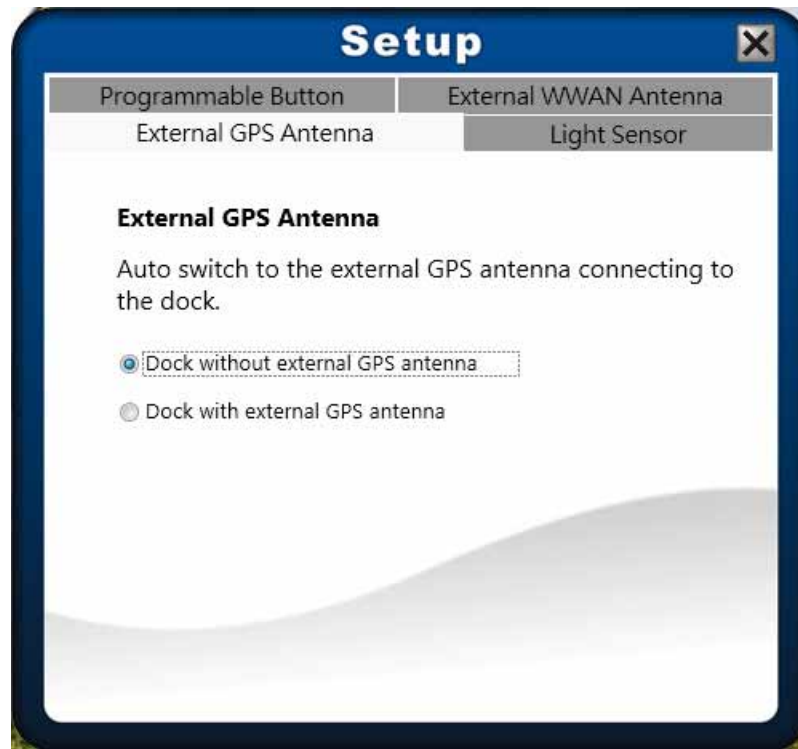 Setup
Programmable Button
External WWAN Antenna
External GPS Antenna
Light Sensor
External GPS Antenna
Auto switch to the external GPS antenna connecting to
the dock.
Dock without external GPS antenna
Dock with external GPS antenna